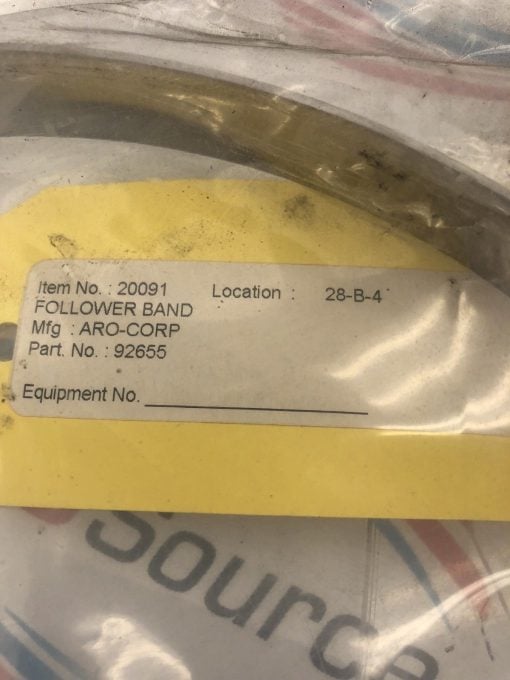 Item No. : 20091 Location : 28-B-4
FOLLOWER BAND
Mfg : ARO-CORP
Part. No. : 92655
Equipment No.
Source